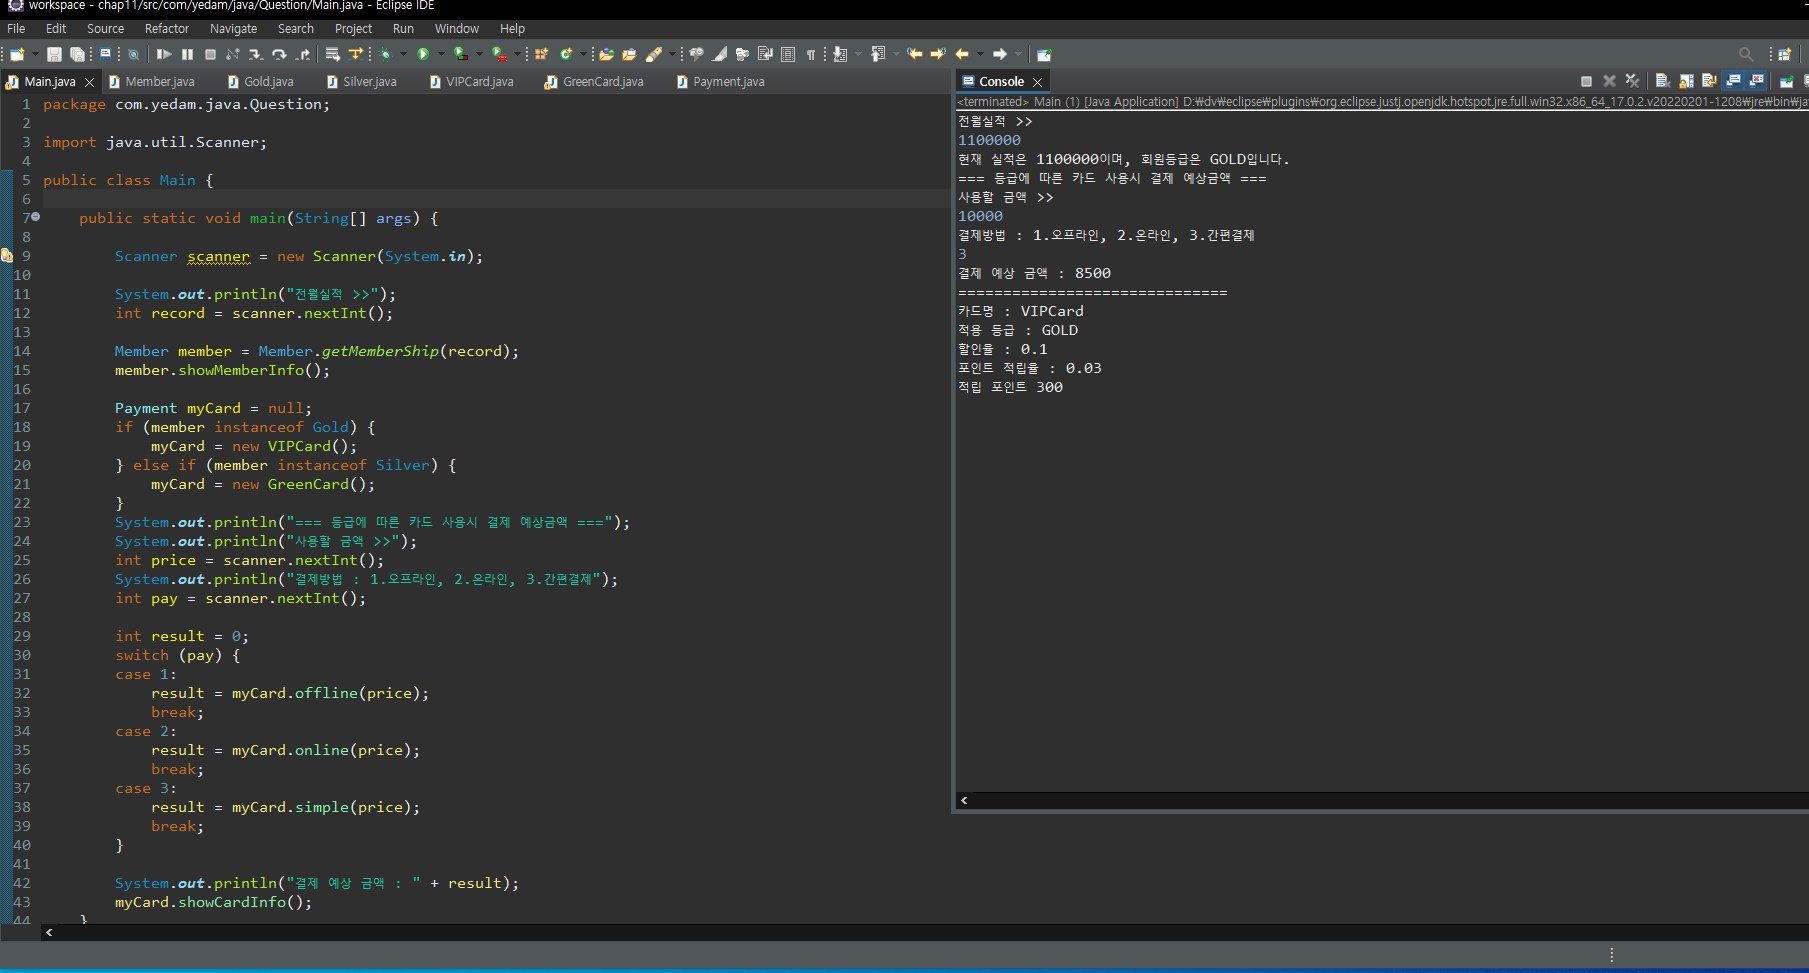 workspace - chap11/src/com/yedam/java/Question/Main.java - Eclipse IDE
File Edit Source Refactor Navigate Search Project Run Window Help
Main.java Member.java Gold.java Silver.java VIPCard.java GreenCard.java Payment.java
1 package com.yedam.java.Question;
2
3 import java.util.Scanner;
4
5 public class Main {
6
7 public static void main(String[] args) {
8
9 Scanner scanner = new Scanner(System.in);
10
11 System.out.println("전월실적 >>");
12 int record = scanner.nextInt();
13
14 Member member = Member.getMemberShip(record);
15 member.showMemberInfo();
16
17 Payment myCard = null;
18 if (member instanceof Gold) {
19 myCard = new VIPCard();
20 } else if (member instanceof Silver) {
21 myCard = new GreenCard();
22 }
23 System.out.println("=== 등급에 따른 카드 사용시 결제 예상금액 ===");
24 System.out.println("사용할 금액 >>");
25 int price = scanner.nextInt();
26 System.out.println("결제방법 : 1.오프라인, 2.온라인, 3.간편결제");
27 int pay = scanner.nextInt();
28
29 int result = 0;
30 switch (pay) {
31 case 1:
32 result = myCard.offline(price);
33 break;
34 case 2:
35 result = myCard.online(price);
36 break;
37 case 3:
38 result = myCard.simple(price);
39 break;
40 }
41
42 System.out.println("결제 예상 금액 : " + result);
43 myCard.showCardInfo();
44 }
Console
<terminated> Main (1) [Java Application] D:₩dv₩eclipse₩plugins₩org.eclipse.justj.openjdk.hotspot.jre.full.win32.x86_64_17.0.2.v20220201-1208₩jre₩bin₩ja
전월실적 >>
1100000
현재 실적은 1100000이며, 회원등급은 GOLD입니다.
=== 등급에 따른 카드 사용시 결제 예상금액 ===
사용할 금액 >>
10000
결제방법 : 1.오프라인, 2.온라인, 3.간편결제
3
결제 예상 금액 : 8500
==============================
카드명 : VIPCard
적용 등급 : GOLD
할인율 : 0.1
포인트 적립율 : 0.03
적립 포인트 300